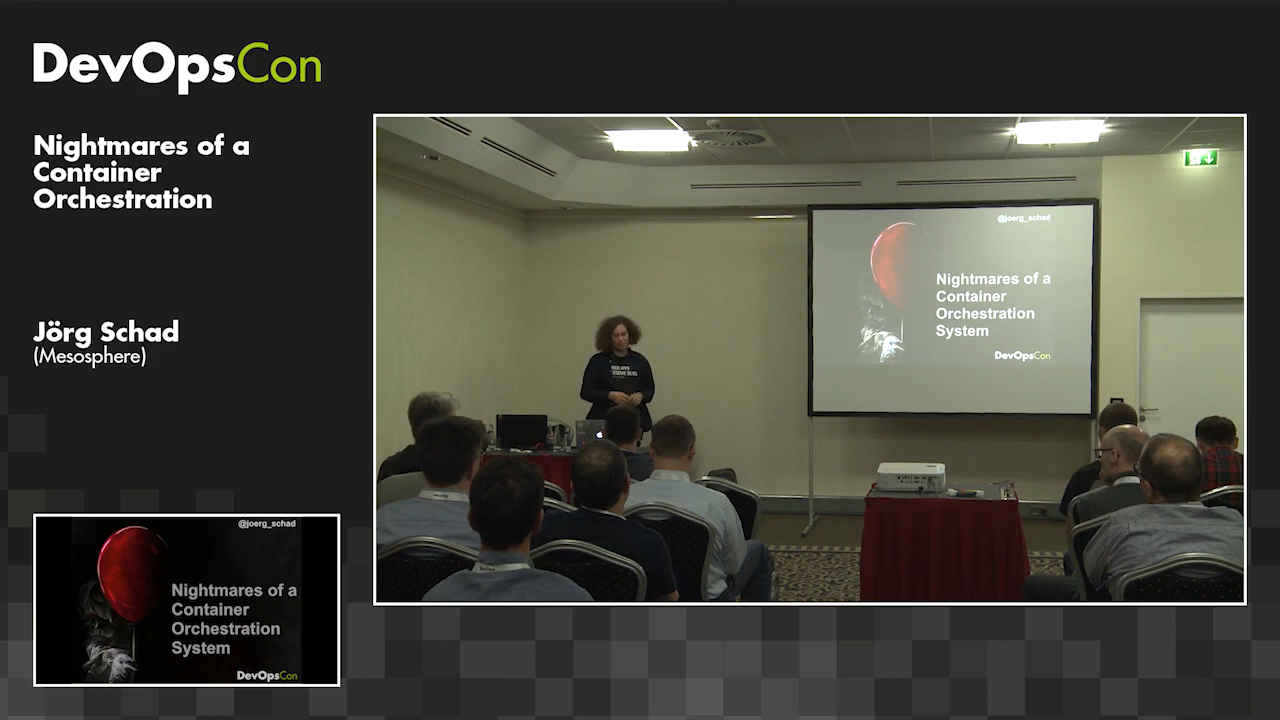 DevOpsCon
Nightmares of a
Container
Orchestration
Jörg Schad
(Mesosphere)
@joerg_schad
Nightmares of a
Container
Orchestration
System
DevOpsCon
@joerg_schad
Nightmares of a
Container
Orchestration
System
DevOpsCon